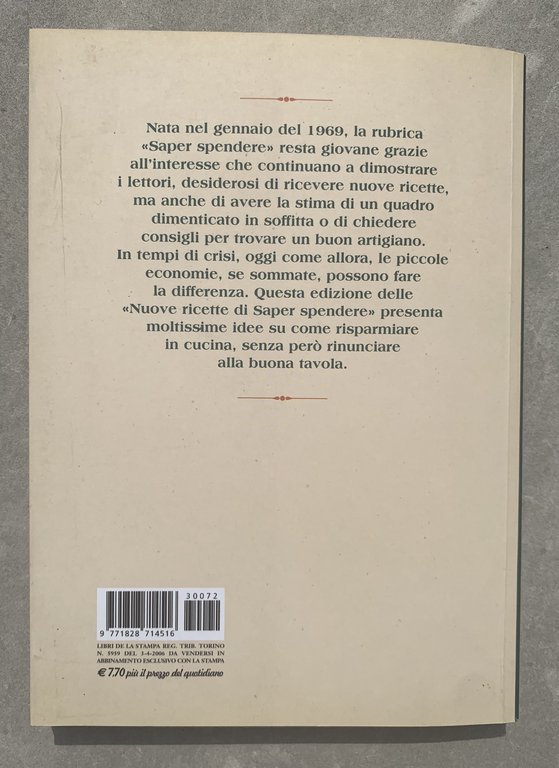 Nata nel gennaio del 1969, la rubrica
«Saper spendere» resta giovane grazie
all'interesse che continuano a dimostrare
i lettori, desiderosi di ricevere nuove ricette,
ma anche di avere la stima di un quadro
dimenticato in soffitta o di chiedere
consigli per trovare un buon artigiano.
In tempi di crisi, oggi come allora, le piccole
economie, se sommate, possono fare
la differenza. Questa edizione delle
«Nuove ricette di Saper spendere» presenta
moltissime idee su come risparmiare
in cucina, senza però rinunciare
alla buona tavola.
30072
9 771828 714516
LIBRI DE LA STAMPA REG. TRIB. TORINO
N. 5959 DEL 3-4-2006 DA VENDERSI IN
ABBINAMENTO ESCLUSIVO CON LA STAMPA
€ 7,70 più il prezzo del quotidiano